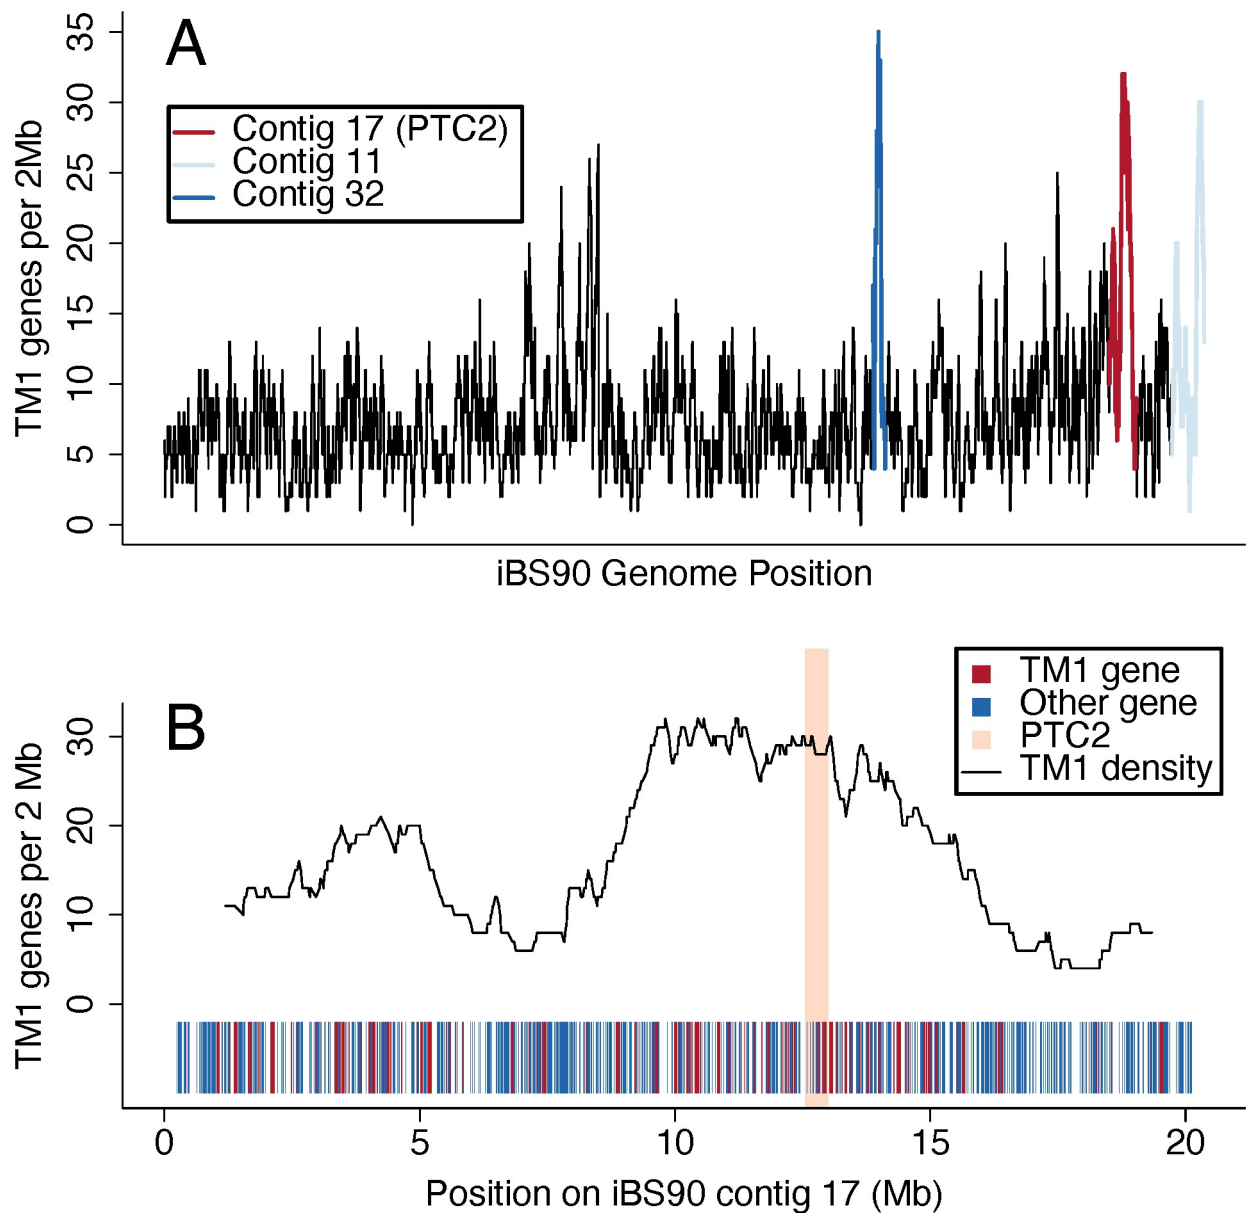 A
TM1 genes per 2Mb
35
30
25
20
15
10
5
0
Contig 17 (PTC2)
Contig 11
Contig 32
iBS90 Genome Position
B
TM1 genes per 2 Mb
30
20
10
0
TM1 gene
Other gene
PTC2
TM1 density
0 5 10 15 20
Position on iBS90 contig 17 (Mb)